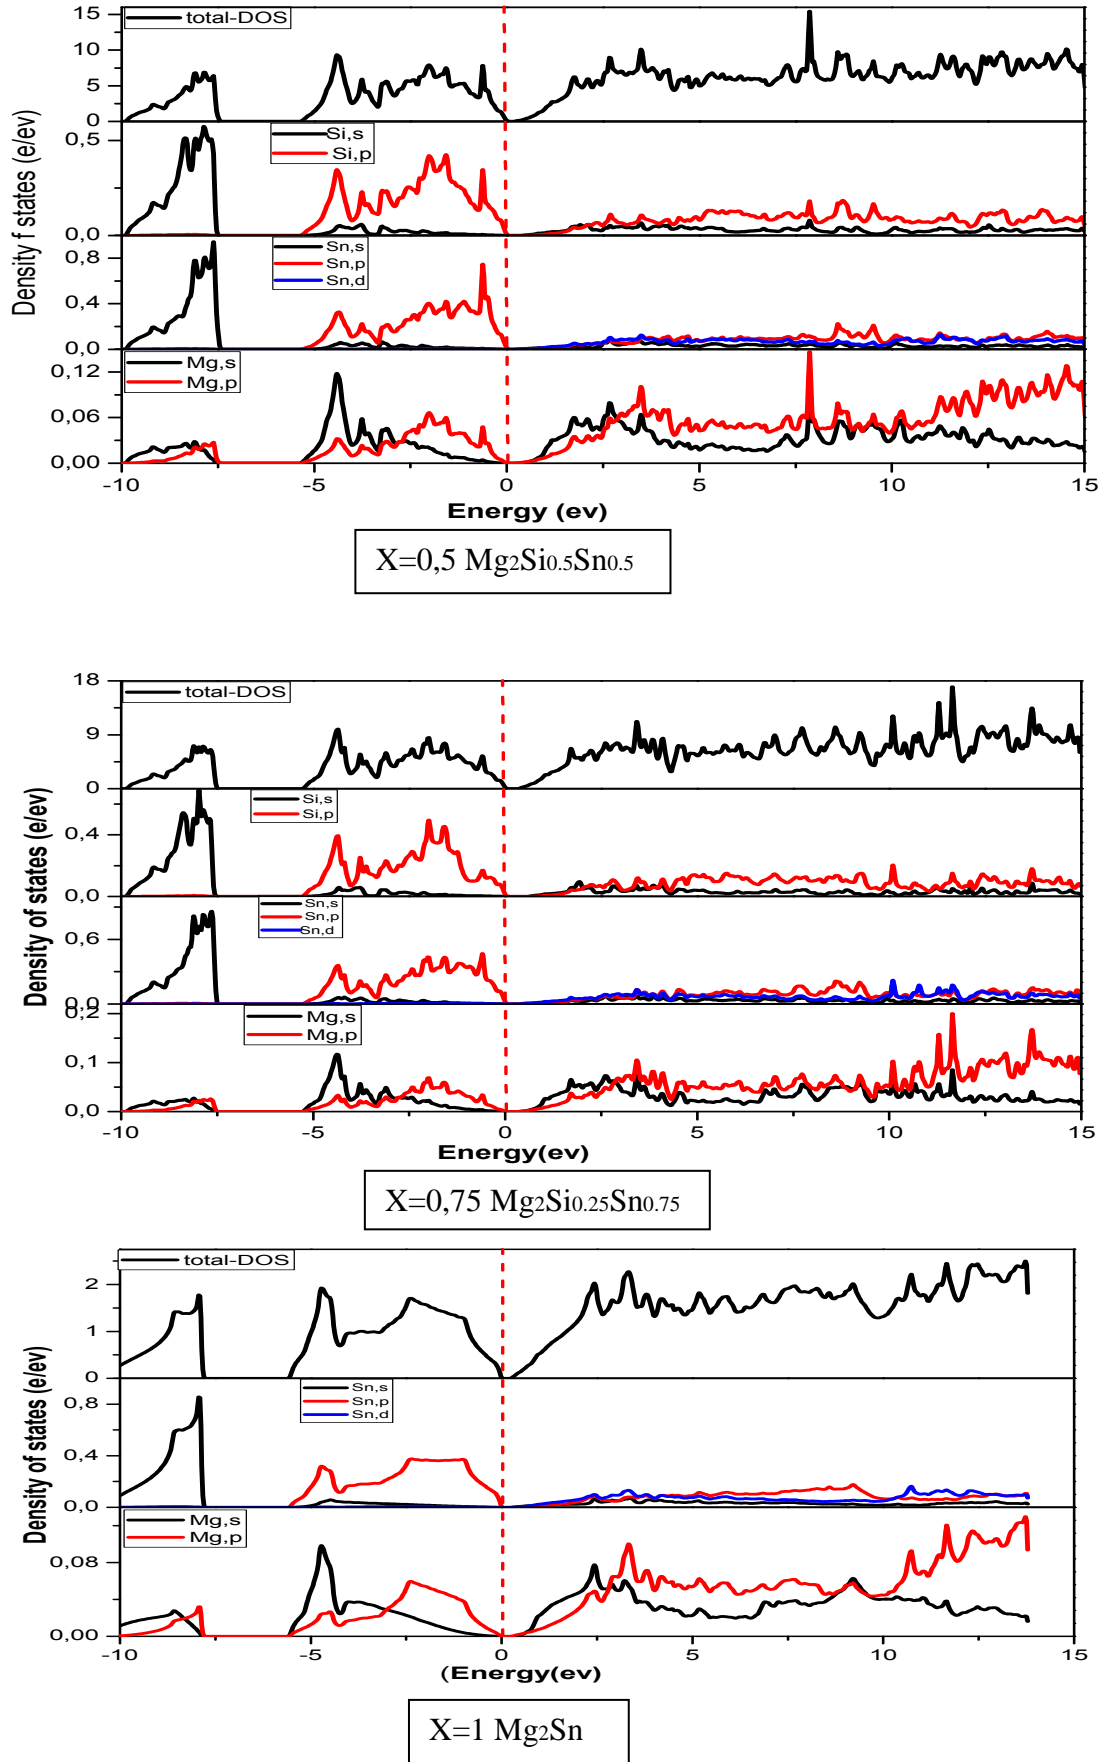 total-DOS
15
10
5
0
Si,s
Si,p
0,5
0,0
Sn,s
Sn,p
Sn,d
0,8
0,4
0,0
Mg,s
Mg,p
0,12
0,06
0,00
Density f states (e/ev)
-10 -5 0 5 10 15
Energy (ev)
X=0,5 Mg2Si0.5Sn0.5
total-DOS
18
9
0
Si,s
Si,p
0,4
0,0
Sn,s
Sn,p
Sn,d
0,6
0,0
0,2
Mg,s
Mg,p
0,1
0,0
Density of states (e/ev)
-10 -5 0 5 10 15
Energy(ev)
X=0,75 Mg2Si0.25Sn0.75
total-DOS
2
1
0
Sn,s
Sn,p
Sn,d
0,8
0,4
0,0
Mg,s
Mg,p
0,08
0,00
Density of states (e/ev)
-10 -5 0 5 10 15
(Energy(ev)
X=1 Mg2Sn